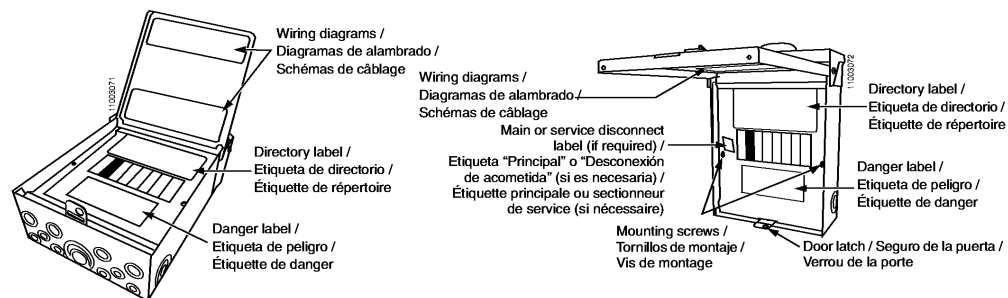 Wiring diagrams /
Diagramas de alambrado /
Schémas de câblage
11003071
Directory label /
Etiqueta de directorio /
Étiquette de répertoire
Danger label /
Etiqueta de peligro /
Étiquette de danger
Wiring diagrams /
Diagramas de alambrado /
Schémas de câblage
11003072
Directory label /
Etiqueta de directorio /
Étiquette de répertoire
Main or service disconnect
label (if required) /
Etiqueta “Principal” o “Desconexión
de acometida” (si es necesaria) /
Étiquette principale ou sectionneur
de service (si nécessaire)
Danger label /
Etiqueta de peligro /
Étiquette de danger
Mounting screws /
Tornillos de montaje /
Vis de montage
Door latch / Seguro de la puerta /
Verrou de la porte